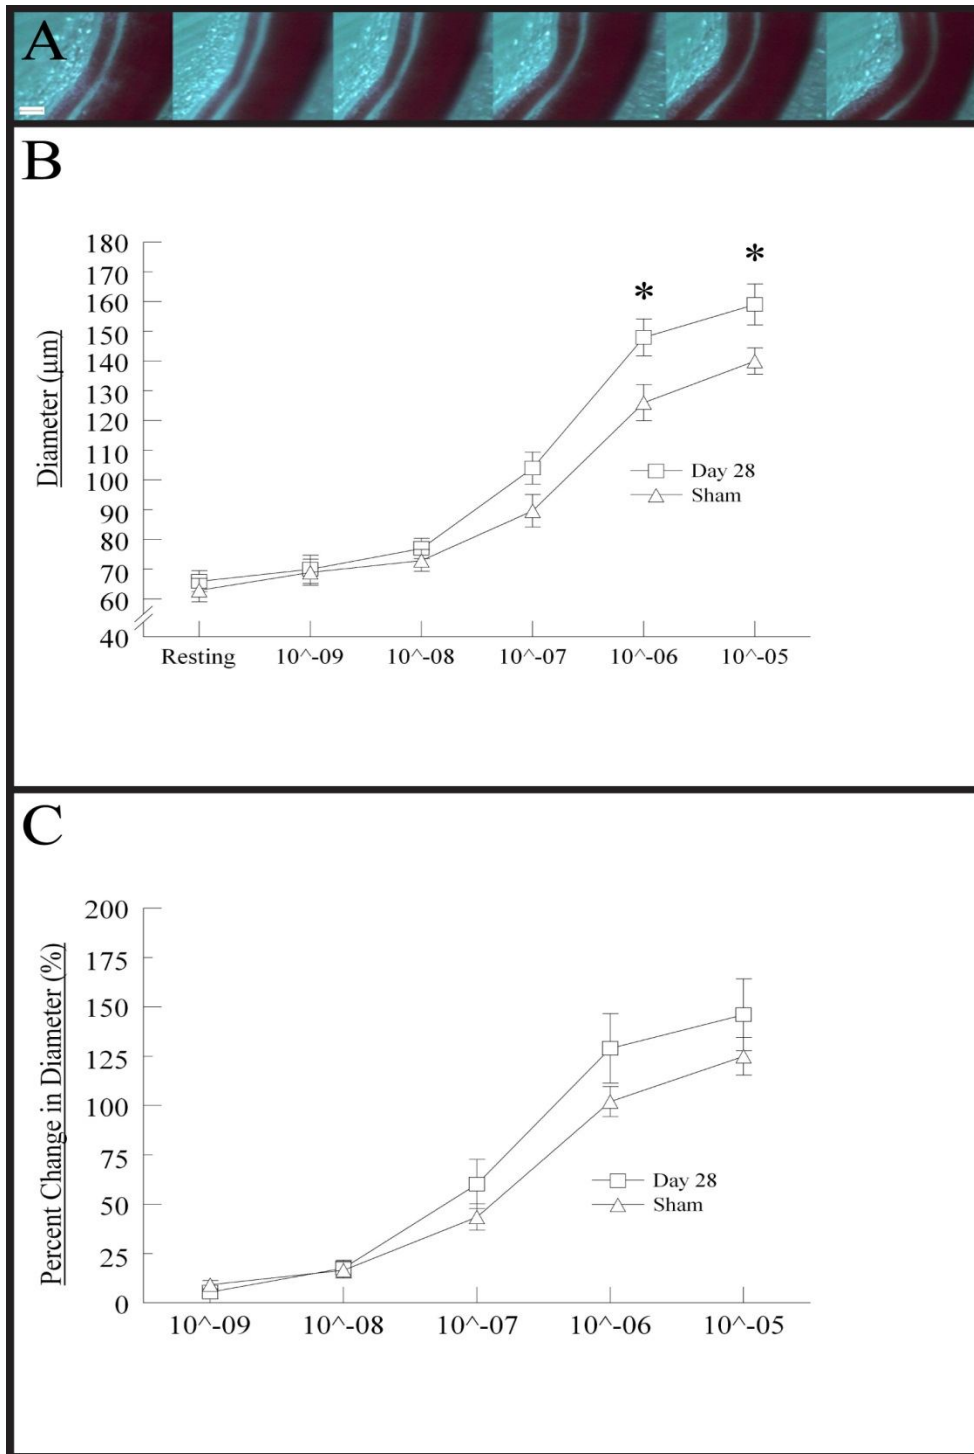 A
B
180
170
160
150
140
130
120
110
100
90
80
70
60
40
Diameter (μm)
*
*
Day 28
Sham
Resting 10^-09 10^-08 10^-07 10^-06 10^-05
C
200
175
150
125
100
75
50
25
0
Percent Change in Diameter (%)
Day 28
Sham
10^-09 10^-08 10^-07 10^-06 10^-05